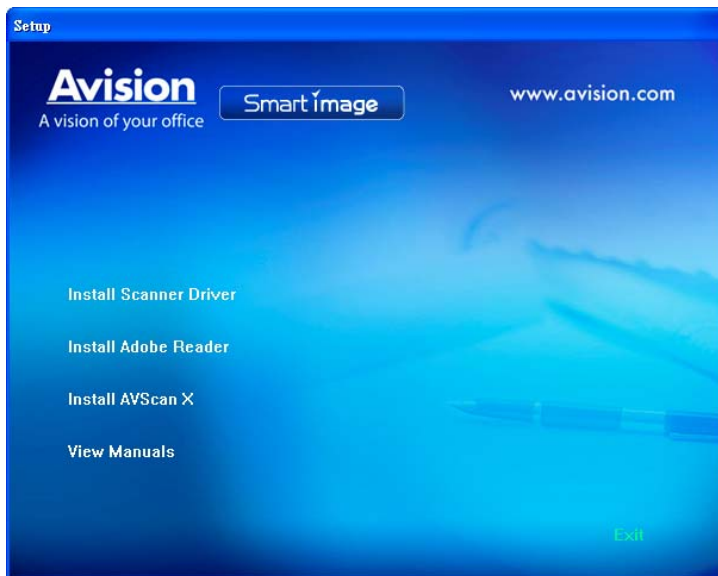 Setup
Avision
A vision of your office
Smart image
www.avision.com
Install Scanner Driver
Install Adobe Reader
Install AVScan X
View Manuals
Exit